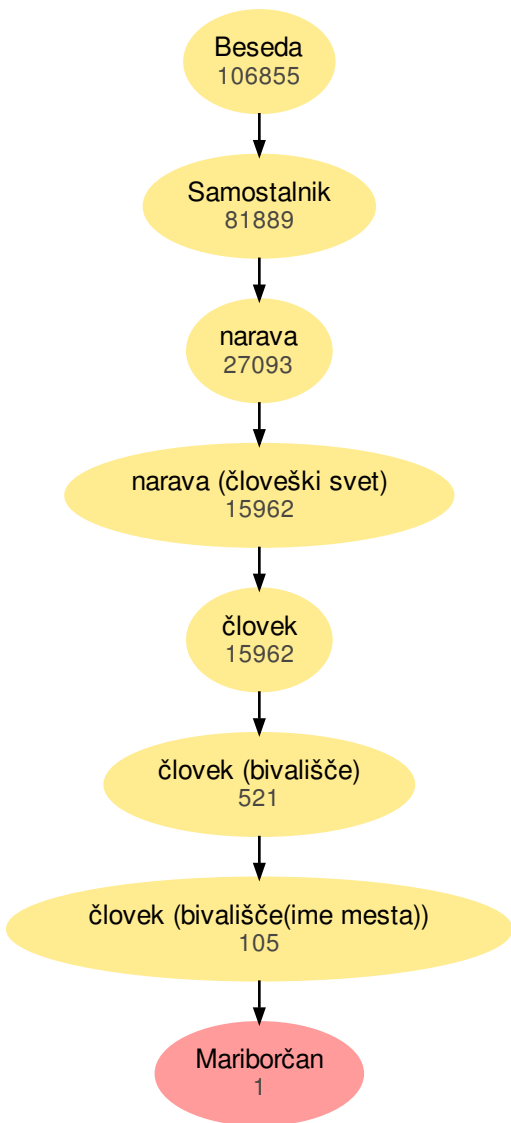 Beseda
106855
Samostalnik
81889
narava
27093
narava (človeški svet)
15962
človek
15962
človek (bivališče)
521
človek (bivališče(ime mesta))
105
Mariborčan
1